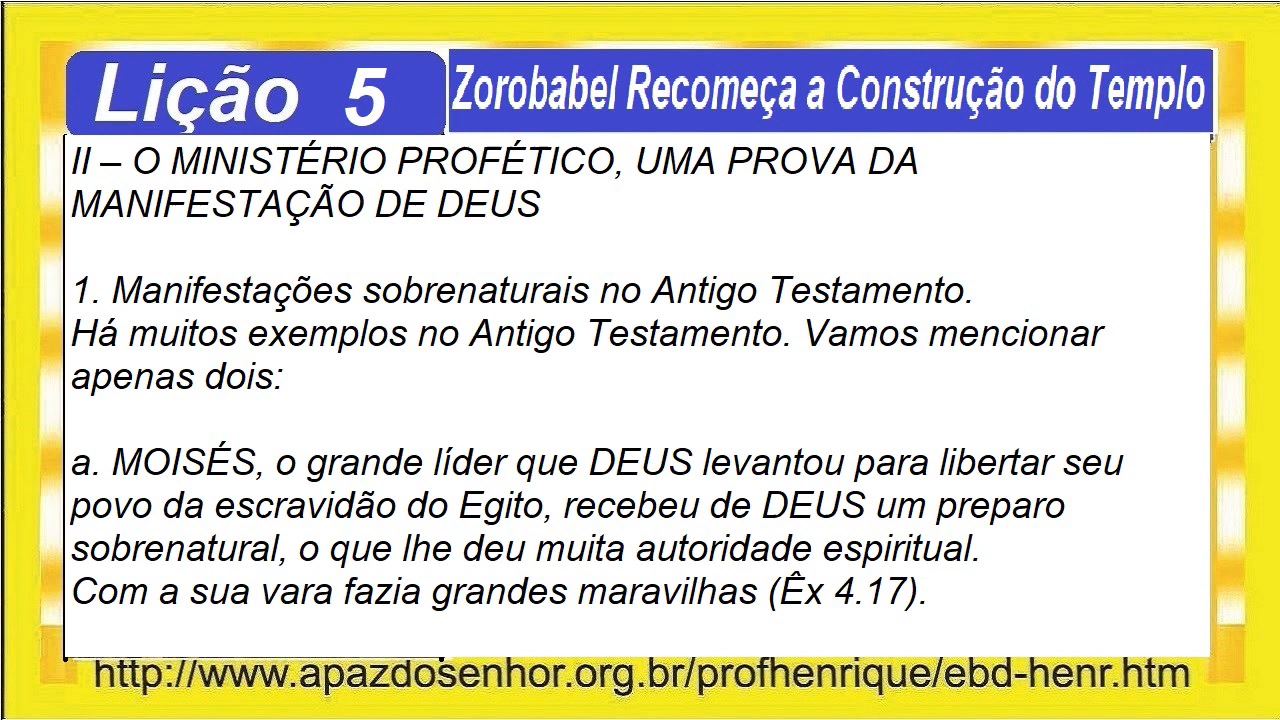 Lição 5
Zorobabel Recomeça a Construção do Templo
II – O MINISTÉRIO PROFÉTICO, UMA PROVA DA
MANIFESTAÇÃO DE DEUS
1. Manifestações sobrenaturais no Antigo Testamento.
Há muitos exemplos no Antigo Testamento. Vamos mencionar
apenas dois:
a. MOISÉS, o grande líder que DEUS levantou para libertar seu
povo da escravidão do Egito, recebeu de DEUS um preparo
sobrenatural, o que lhe deu muita autoridade espiritual.
Com a sua vara fazia grandes maravilhas (Êx 4.17).
http://www.apazdosenhor.org.br/profhenrique/ebd-henr.htm